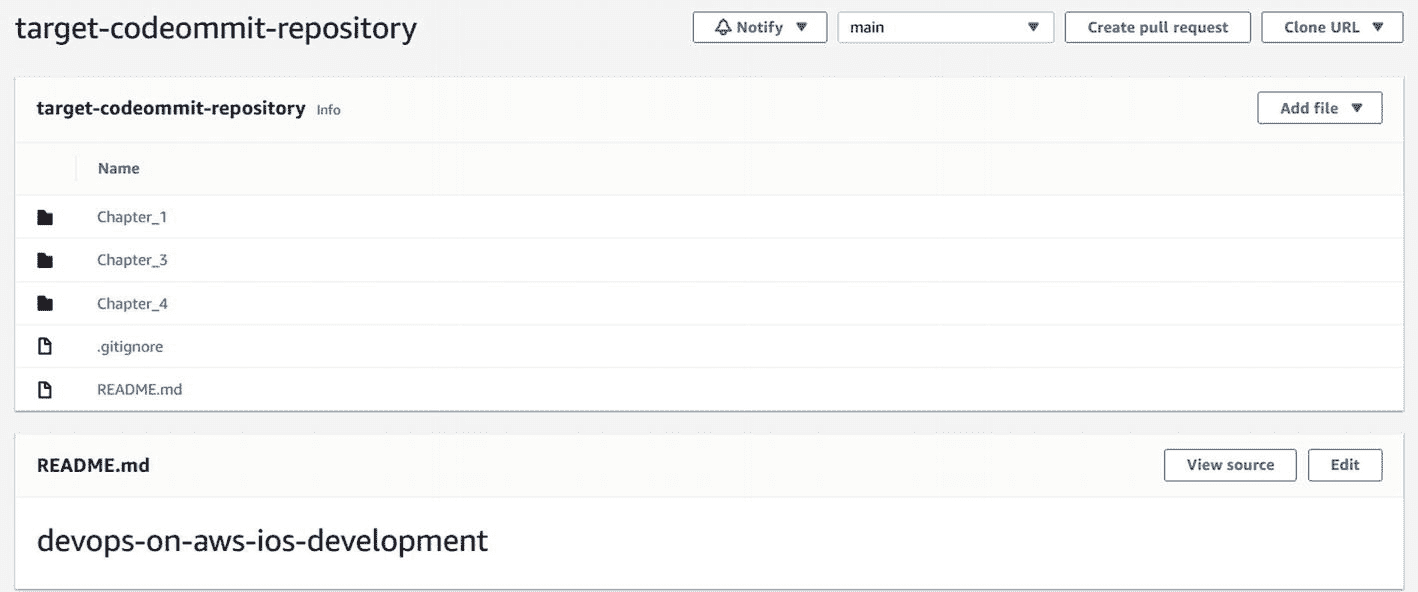 target-codeommit-repository Notify ▼ main ▼ Create pull request Clone URL ▼
target-codeommit-repository Info Add file ▼
Name
Chapter_1
Chapter_3
Chapter_4
.gitignore
README.md
README.md View source Edit
devops-on-aws-ios-development